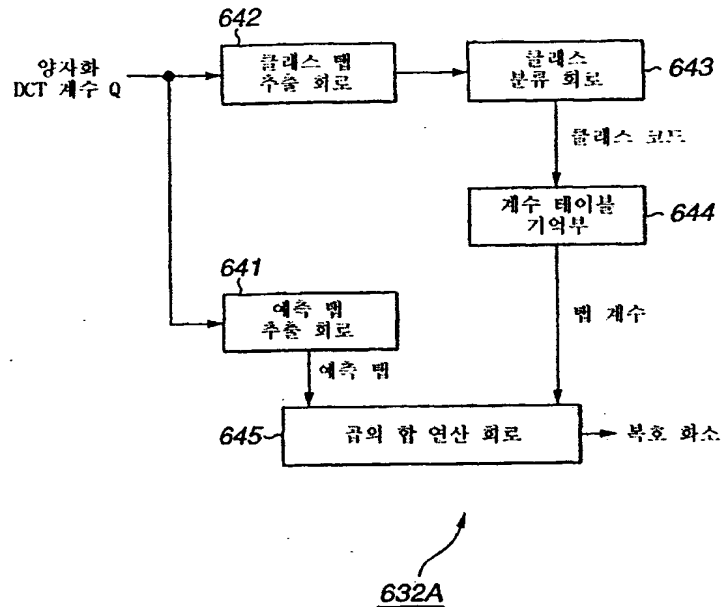 642
양자화
DCT 계수 Q
클래스 탭
추출 회로
클래스
분류 회로
643
클래스 코드
계수 테이블
기억부
644
641
예측 탭
추출 회로
탭 계수
예측 탭
645
곱의 합 연산 회로
복호 화소
632A